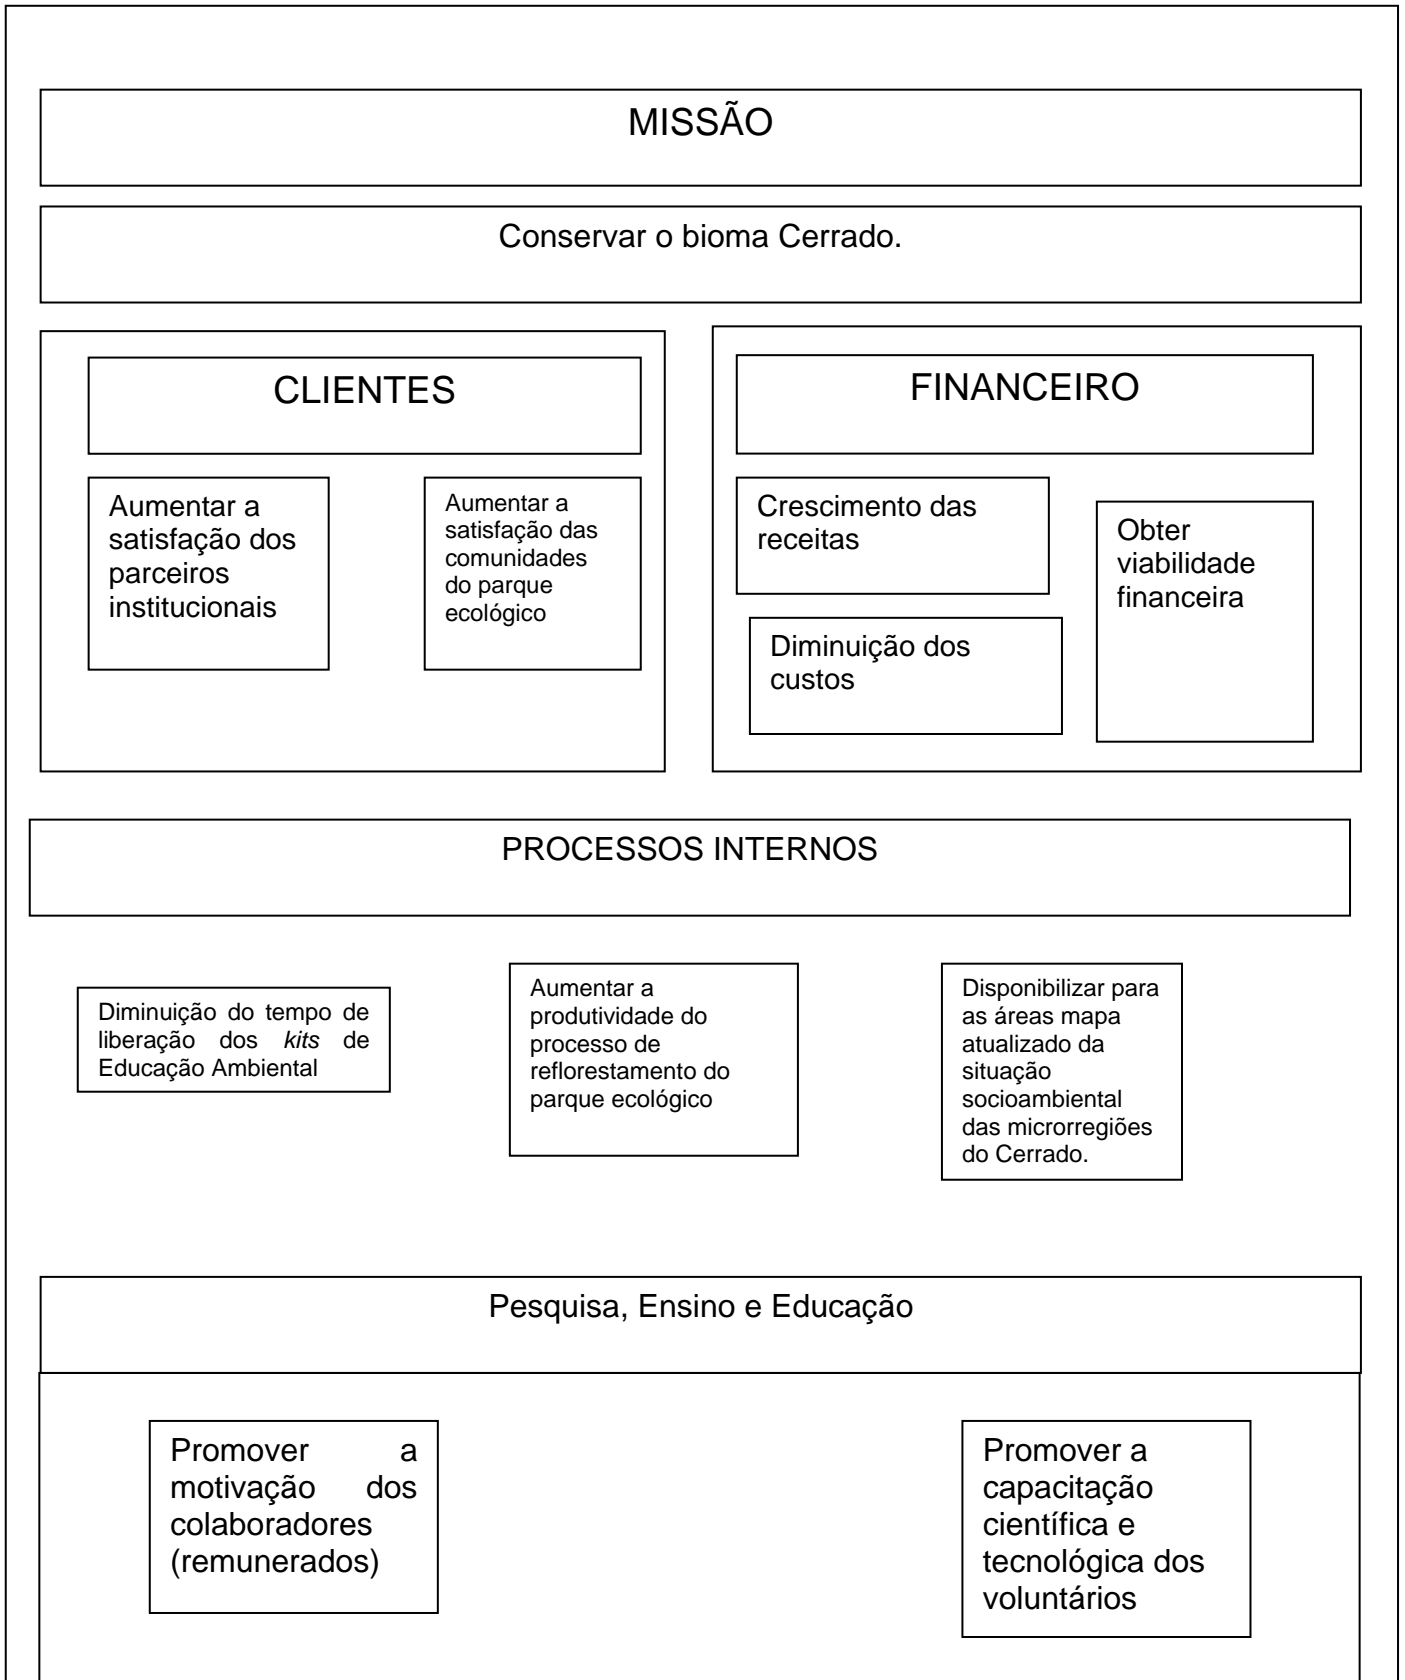 MISSÃO
Conservar o bioma Cerrado.
CLIENTES
Aumentar a
satisfação dos
parceiros
institucionais
Aumentar a
satisfação das
comunidades
do parque
ecológico
FINANCEIRO
Crescimento das
receitas
Diminuição dos
custos
Obter
viabilidade
financeira
PROCESSOS INTERNOS
Diminuição do tempo de
liberação dos kits de
Educação Ambiental
Aumentar a
produtividade do
processo de
reflorestamento do
parque ecológico
Disponibilizar para
as áreas mapa
atualizado da
situação
socioambiental
das microrregiões
do Cerrado.
Pesquisa, Ensino e Educação
Promover a
motivação dos
colaboradores
(remunerados)
Promover a
capacitação
científica e
tecnológica dos
voluntários